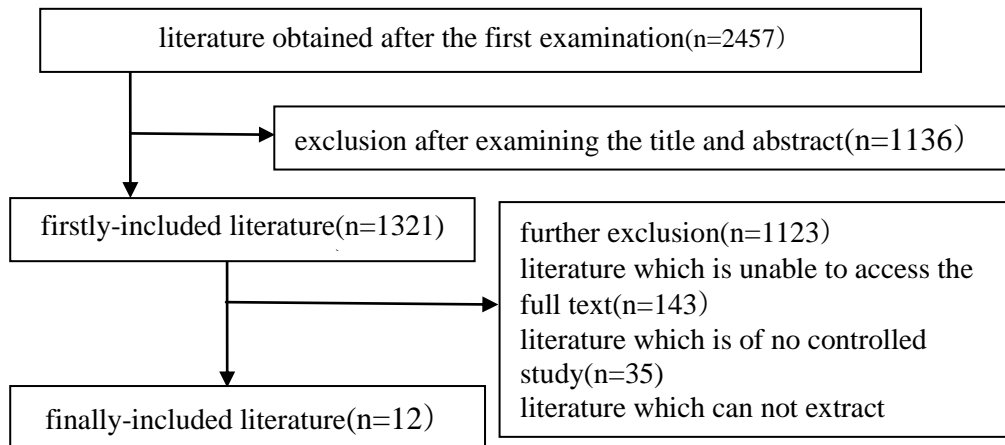 literature obtained after the first examination(n=2457)
exclusion after examining the title and abstract(n=1136)
firstly-included literature(n=1321)
further exclusion(n=1123)
literature which is unable to access the
full text(n=143)
literature which is of no controlled
study(n=35)
literature which can not extract
finally-included literature(n=12)